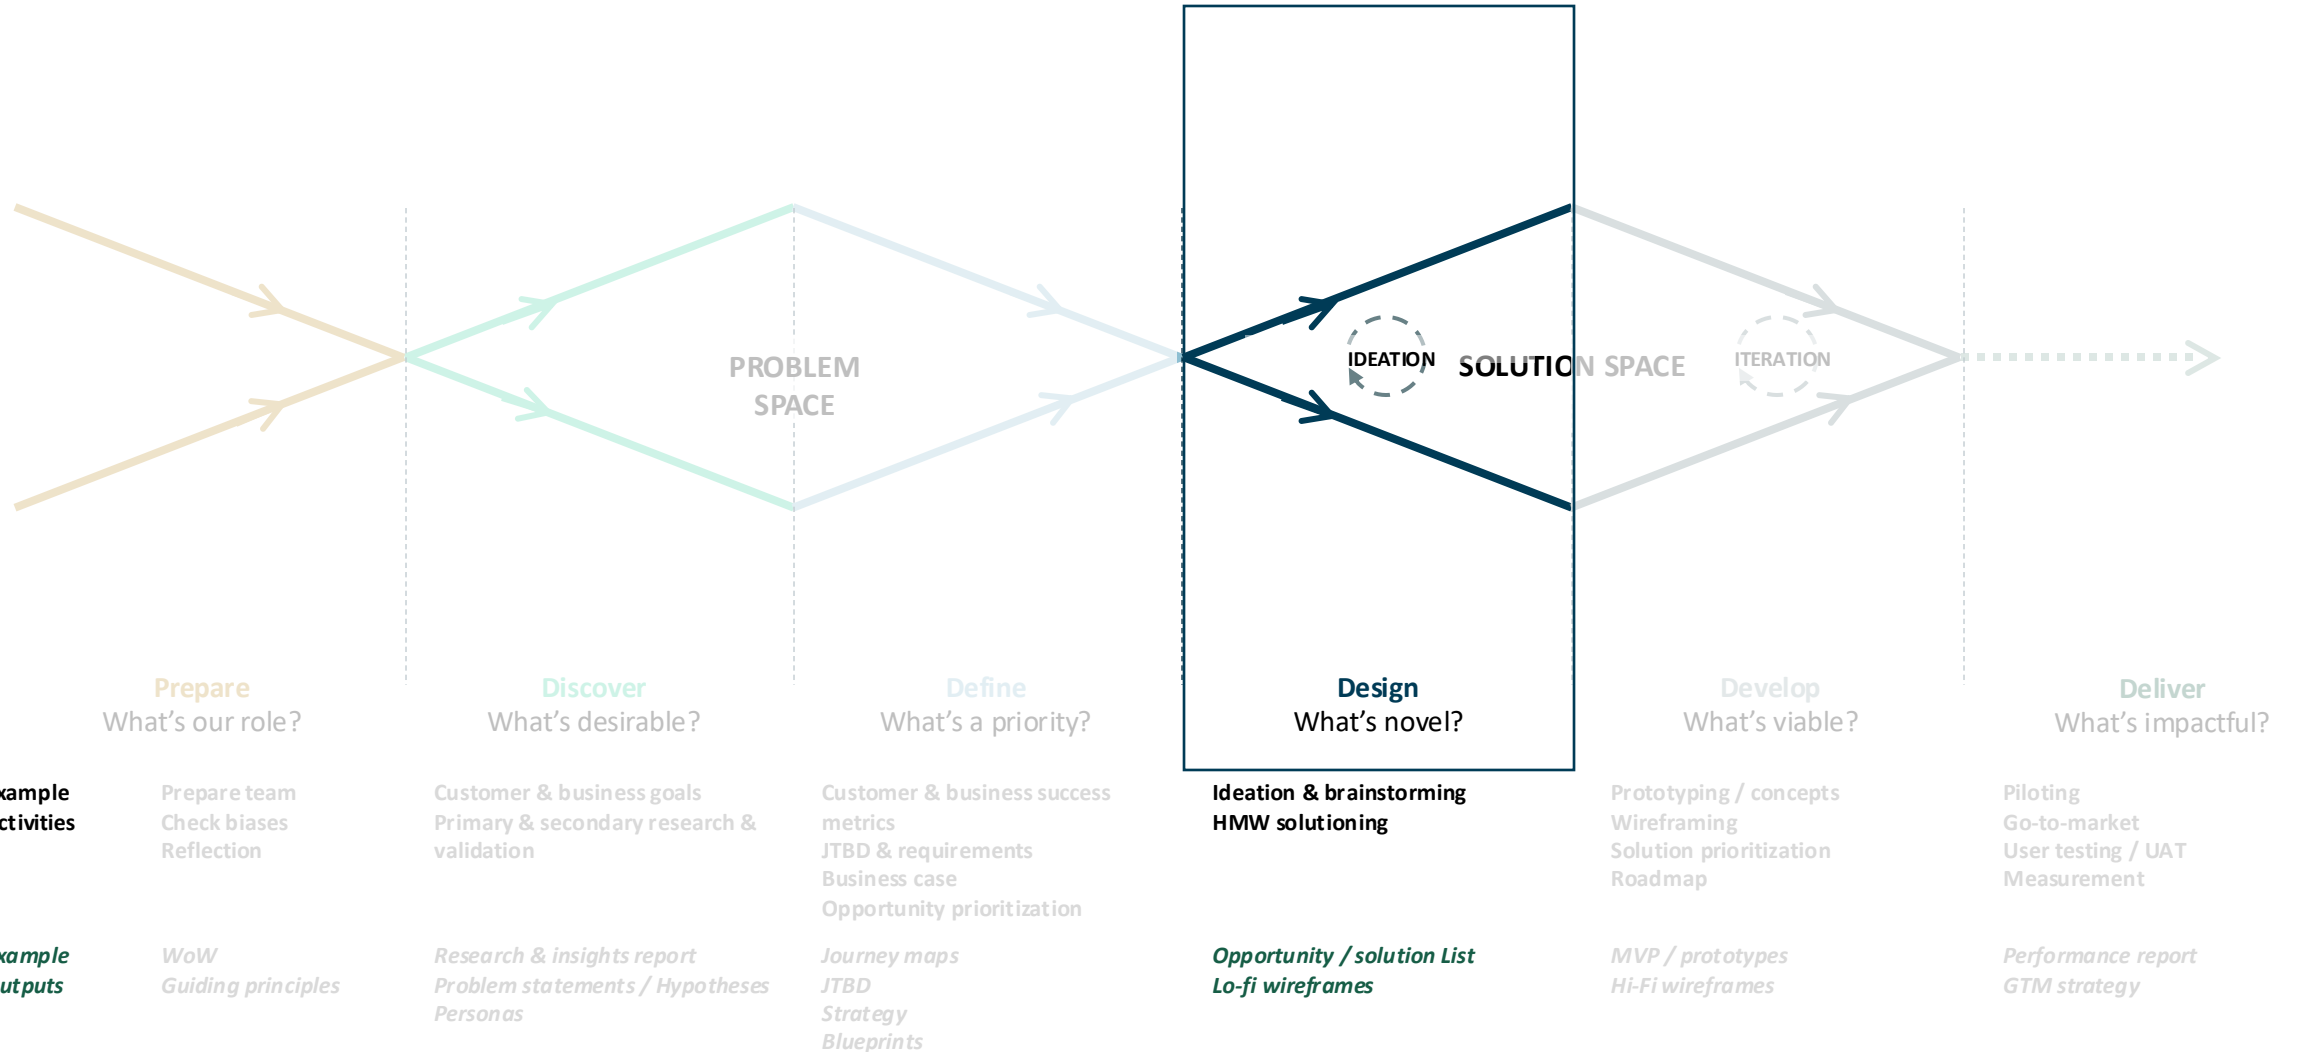 PROBLEM
SPACE
IDEATION
SOLUTION SPACE
ITERATION
Prepare
What's our role?
Discover
What's desirable?
Define
What's a priority?
Design
What's novel?
Develop
What's viable?
Deliver
What's impactful?
xample
ctivities
Prepare team
Check biases
Reflection
Customer & business goals
Primary & secondary research &
validation
Customer & business success
metrics
JTBD & requirements
Business case
Opportunity prioritization
Ideation & brainstorming
HMW solutioning
Prototyping / concepts
Wireframing
Solution prioritization
Roadmap
Piloting
Go-to-market
User testing / UAT
Measurement
xample
utputs
WoW
Guiding principles
Research & insights report
Problem statements / Hypotheses
Personas
Journey maps
JTBD
Strategy
Blueprints
Opportunity / solution List
Lo-fi wireframes
MVP / prototypes
Hi-Fi wireframes
Performance report
GTM strategy